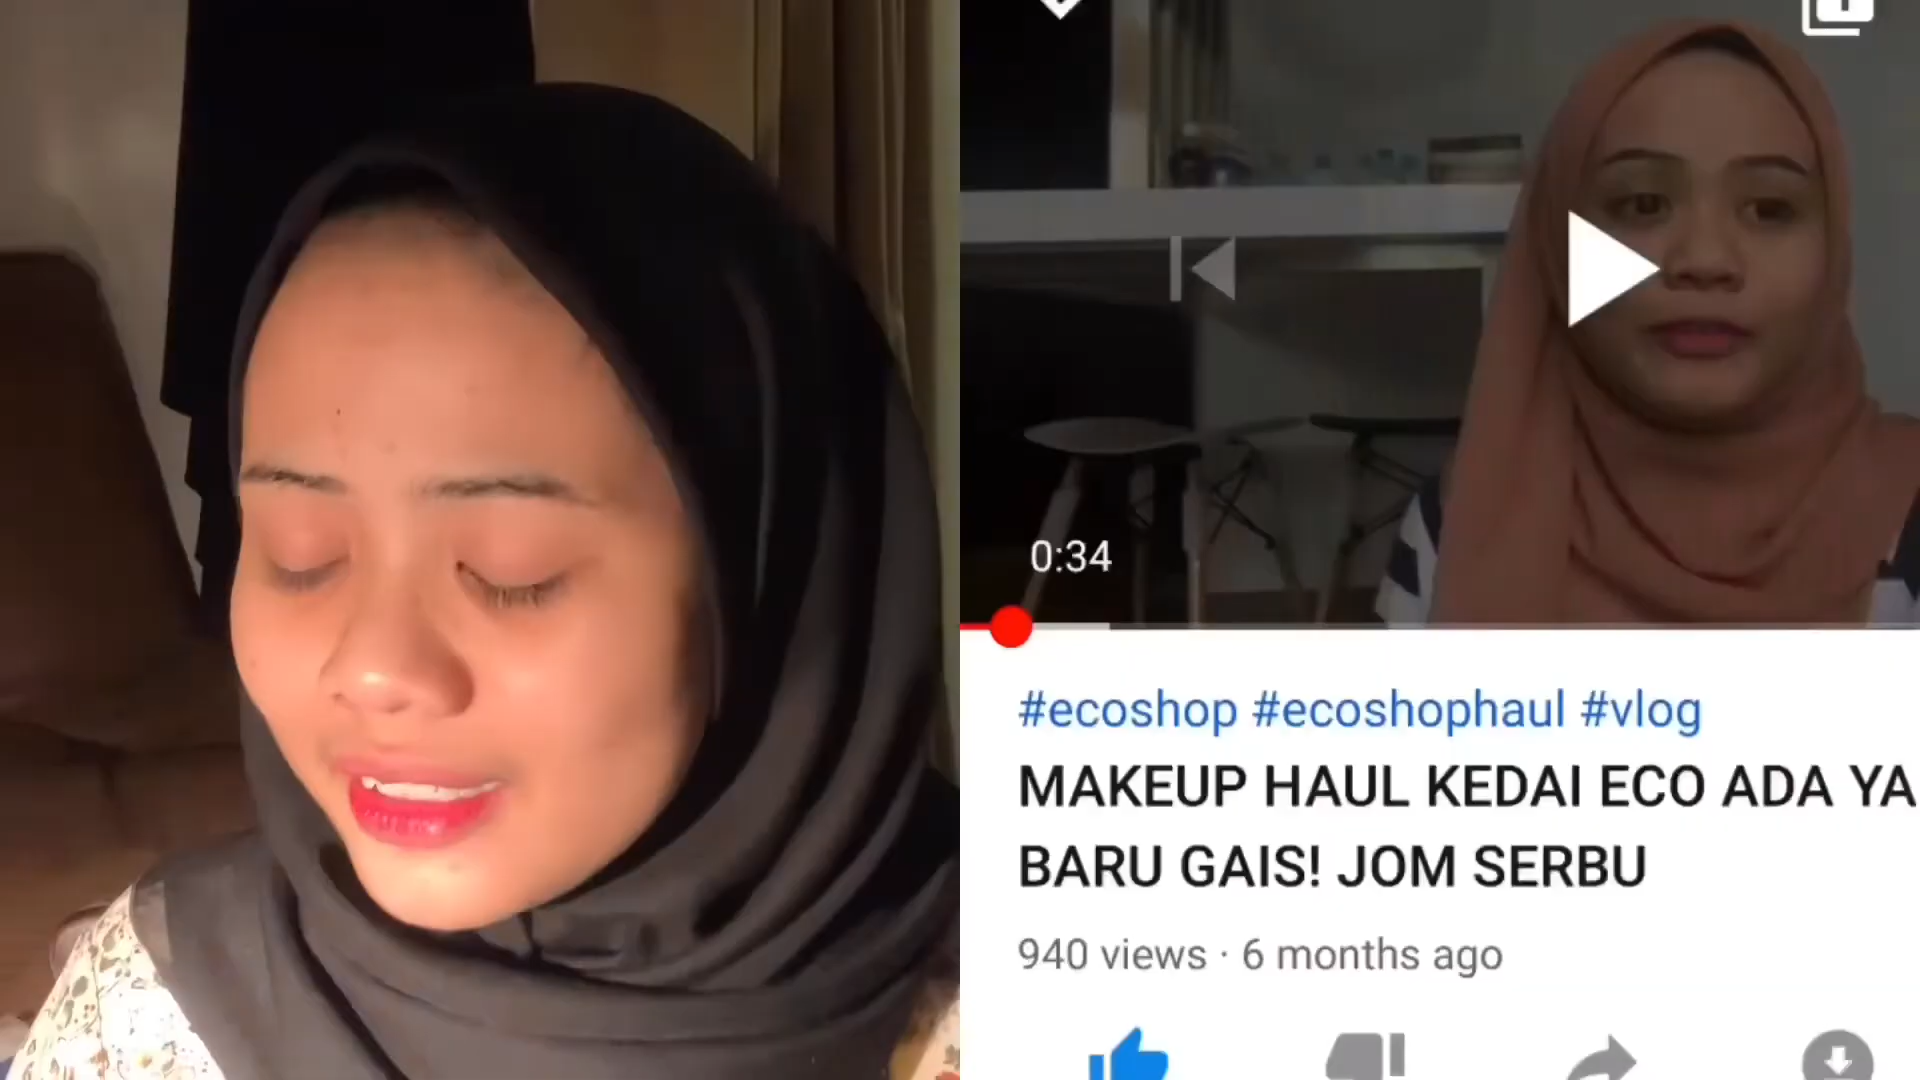 0:34
#ecoshop #ecoshophaul #vlog
MAKEUP HAUL KEDAI ECO ADA YA
BARU GAIS! JOM SERBU
940 views · 6 months ago